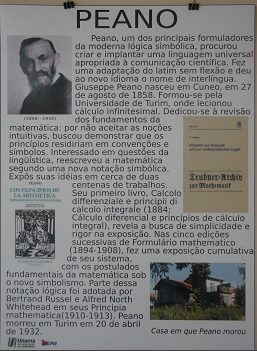 PEANO
Peano, um dos principais formuladores
da moderna lógica simbólica, procurou
criar e implantar uma linguagem universal
apropriada à comunicação científica. Fez
uma adaptação do latim sem flexão e deu
ao novo idioma o nome de interlingua.
Giuseppe Peano nasceu em Cuneo, em 27
de agosto de 1858. Formou-se pela
Universidade de Turim, onde lecionou
cálculo infinitesimal. Dedicou-se à revisão
(1858 - 1932)
dos fundamentos da
matemática: por não aceitar as noções
intuitivas, buscou demonstrar que os
princípios residiriam em convenções e
símbolos. Interessado em questões da
lingüística, reescreveu a matemática
segundo uma nova notação simbólica.
Expôs suas idéias em cerca de duas
centenas de trabalhos.
Seu primeiro livro, Calcolo
differenziale e principii di
calcolo integrale (1884;
Cálculo diferencial e princípios de cálculo
integral), revela a busca de simplicidade e
rigor na exposição. Nas cinco edições
sucessivas de Formulário mathematico
(1894-1908), fez uma exposição cumulativa
de seu sistema,
com os postulados
fundamentais da matemática sob
o novo simbolismo. Parte dessa
notação lógica foi adotada por
Bertrand Russel e Alfred North
Whitehead em seus Principia
mathematica(1910-1913). Peano
morreu em Turim em 20 de abril
de 1932.
PEANO
LOS PRINCIPIOS DE
LA ARITMETICA
Teubner-Archiv
zur Mathematik
Casa em que Peano morou
Unama